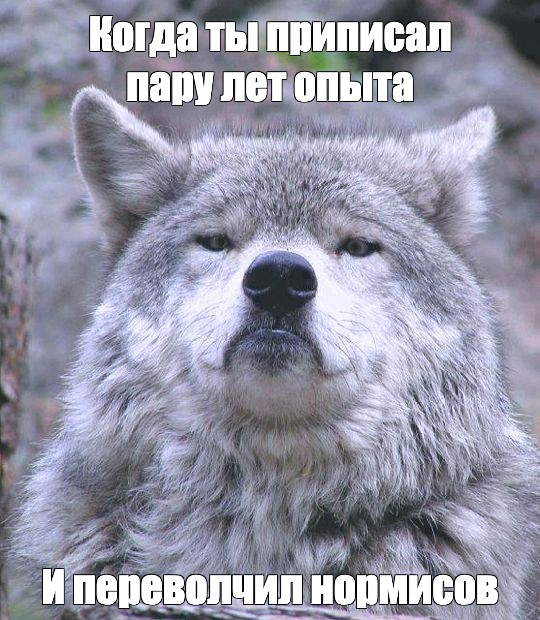 Когда ты приписал
пару лет опыта
И переволчил нормисов